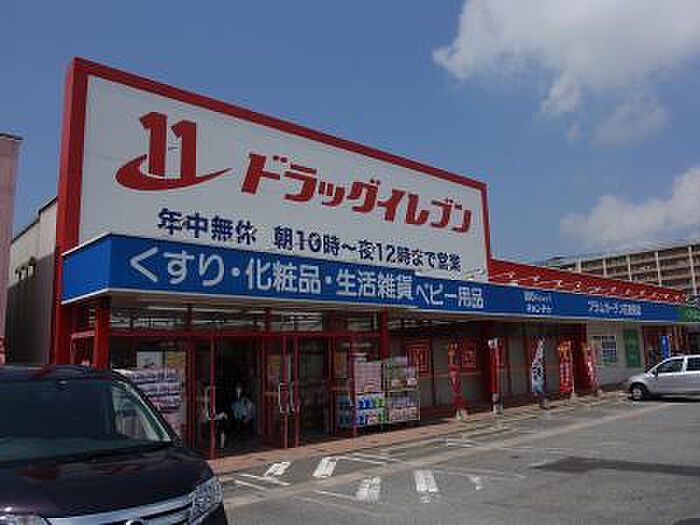 11 ドラッグイレブン
年中無休 朝10時〜夜12時まで営業
くすり・化粧品・生活雑貨 ベビー用品